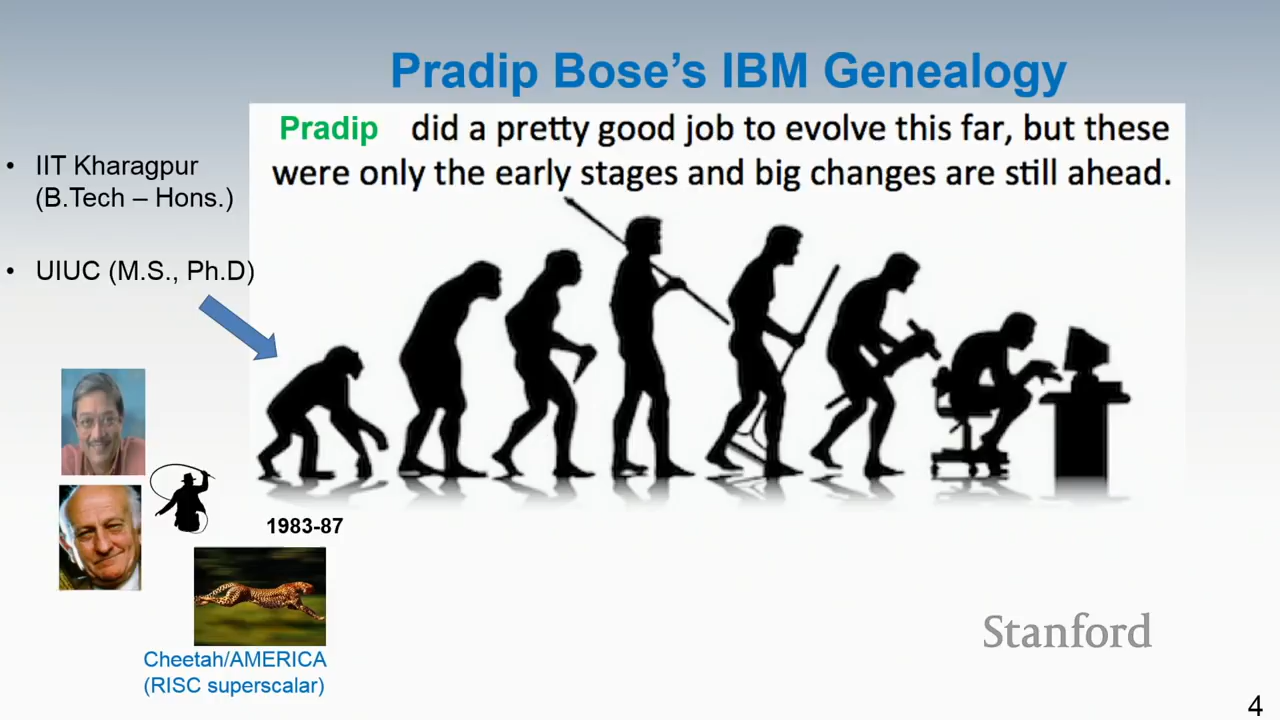 Pradip Bose's IBM Genealogy
Pradip did a pretty good job to evolve this far, but these
were only the early stages and big changes are still ahead.
• IIT Kharagpur
(B.Tech – Hons.)
• UIUC (M.S., Ph.D)
1983-87
Cheetah/AMERICA
(RISC superscalar)
Stanford
4